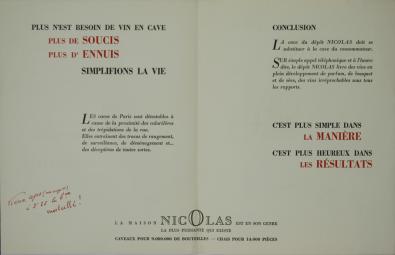 PLUS N'EST BESOIN DE VIN EN CAVE
PLUS DE SOUCIS
PLUS D' ENNUIS
SIMPLIFIONS LA VIE
LES caves de Paris sont détestables à
cause de la proximité des calorifères
et des trépidations de la rue.
Elles entraînent des tracas de rangement,
de surveillance, de déménagement et...
des déceptions de toutes sortes.
CONCLUSION
LA cave du dépôt NICOLAS doit se
substituer à la cave du consommateur.
SUR simple appel téléphonique et à l'heure
dite, le dépôt NICOLAS livre des vins en
plein développement de parfum, de bouquet
et de sève, des vins irréprochables sous tous
les rapports.
C'EST PLUS SIMPLE DANS
LA MANIÈRE
C'EST PLUS HEUREUX DANS
LES RÉSULTATS
LA MAISON NICOLAS EST EN SON GENRE
LA PLUS PUISSANTE QUI EXISTE
CAVEAUX POUR 9.000.000 DE BOUTEILLES — CHAIS POUR 14.000 PIÈCES